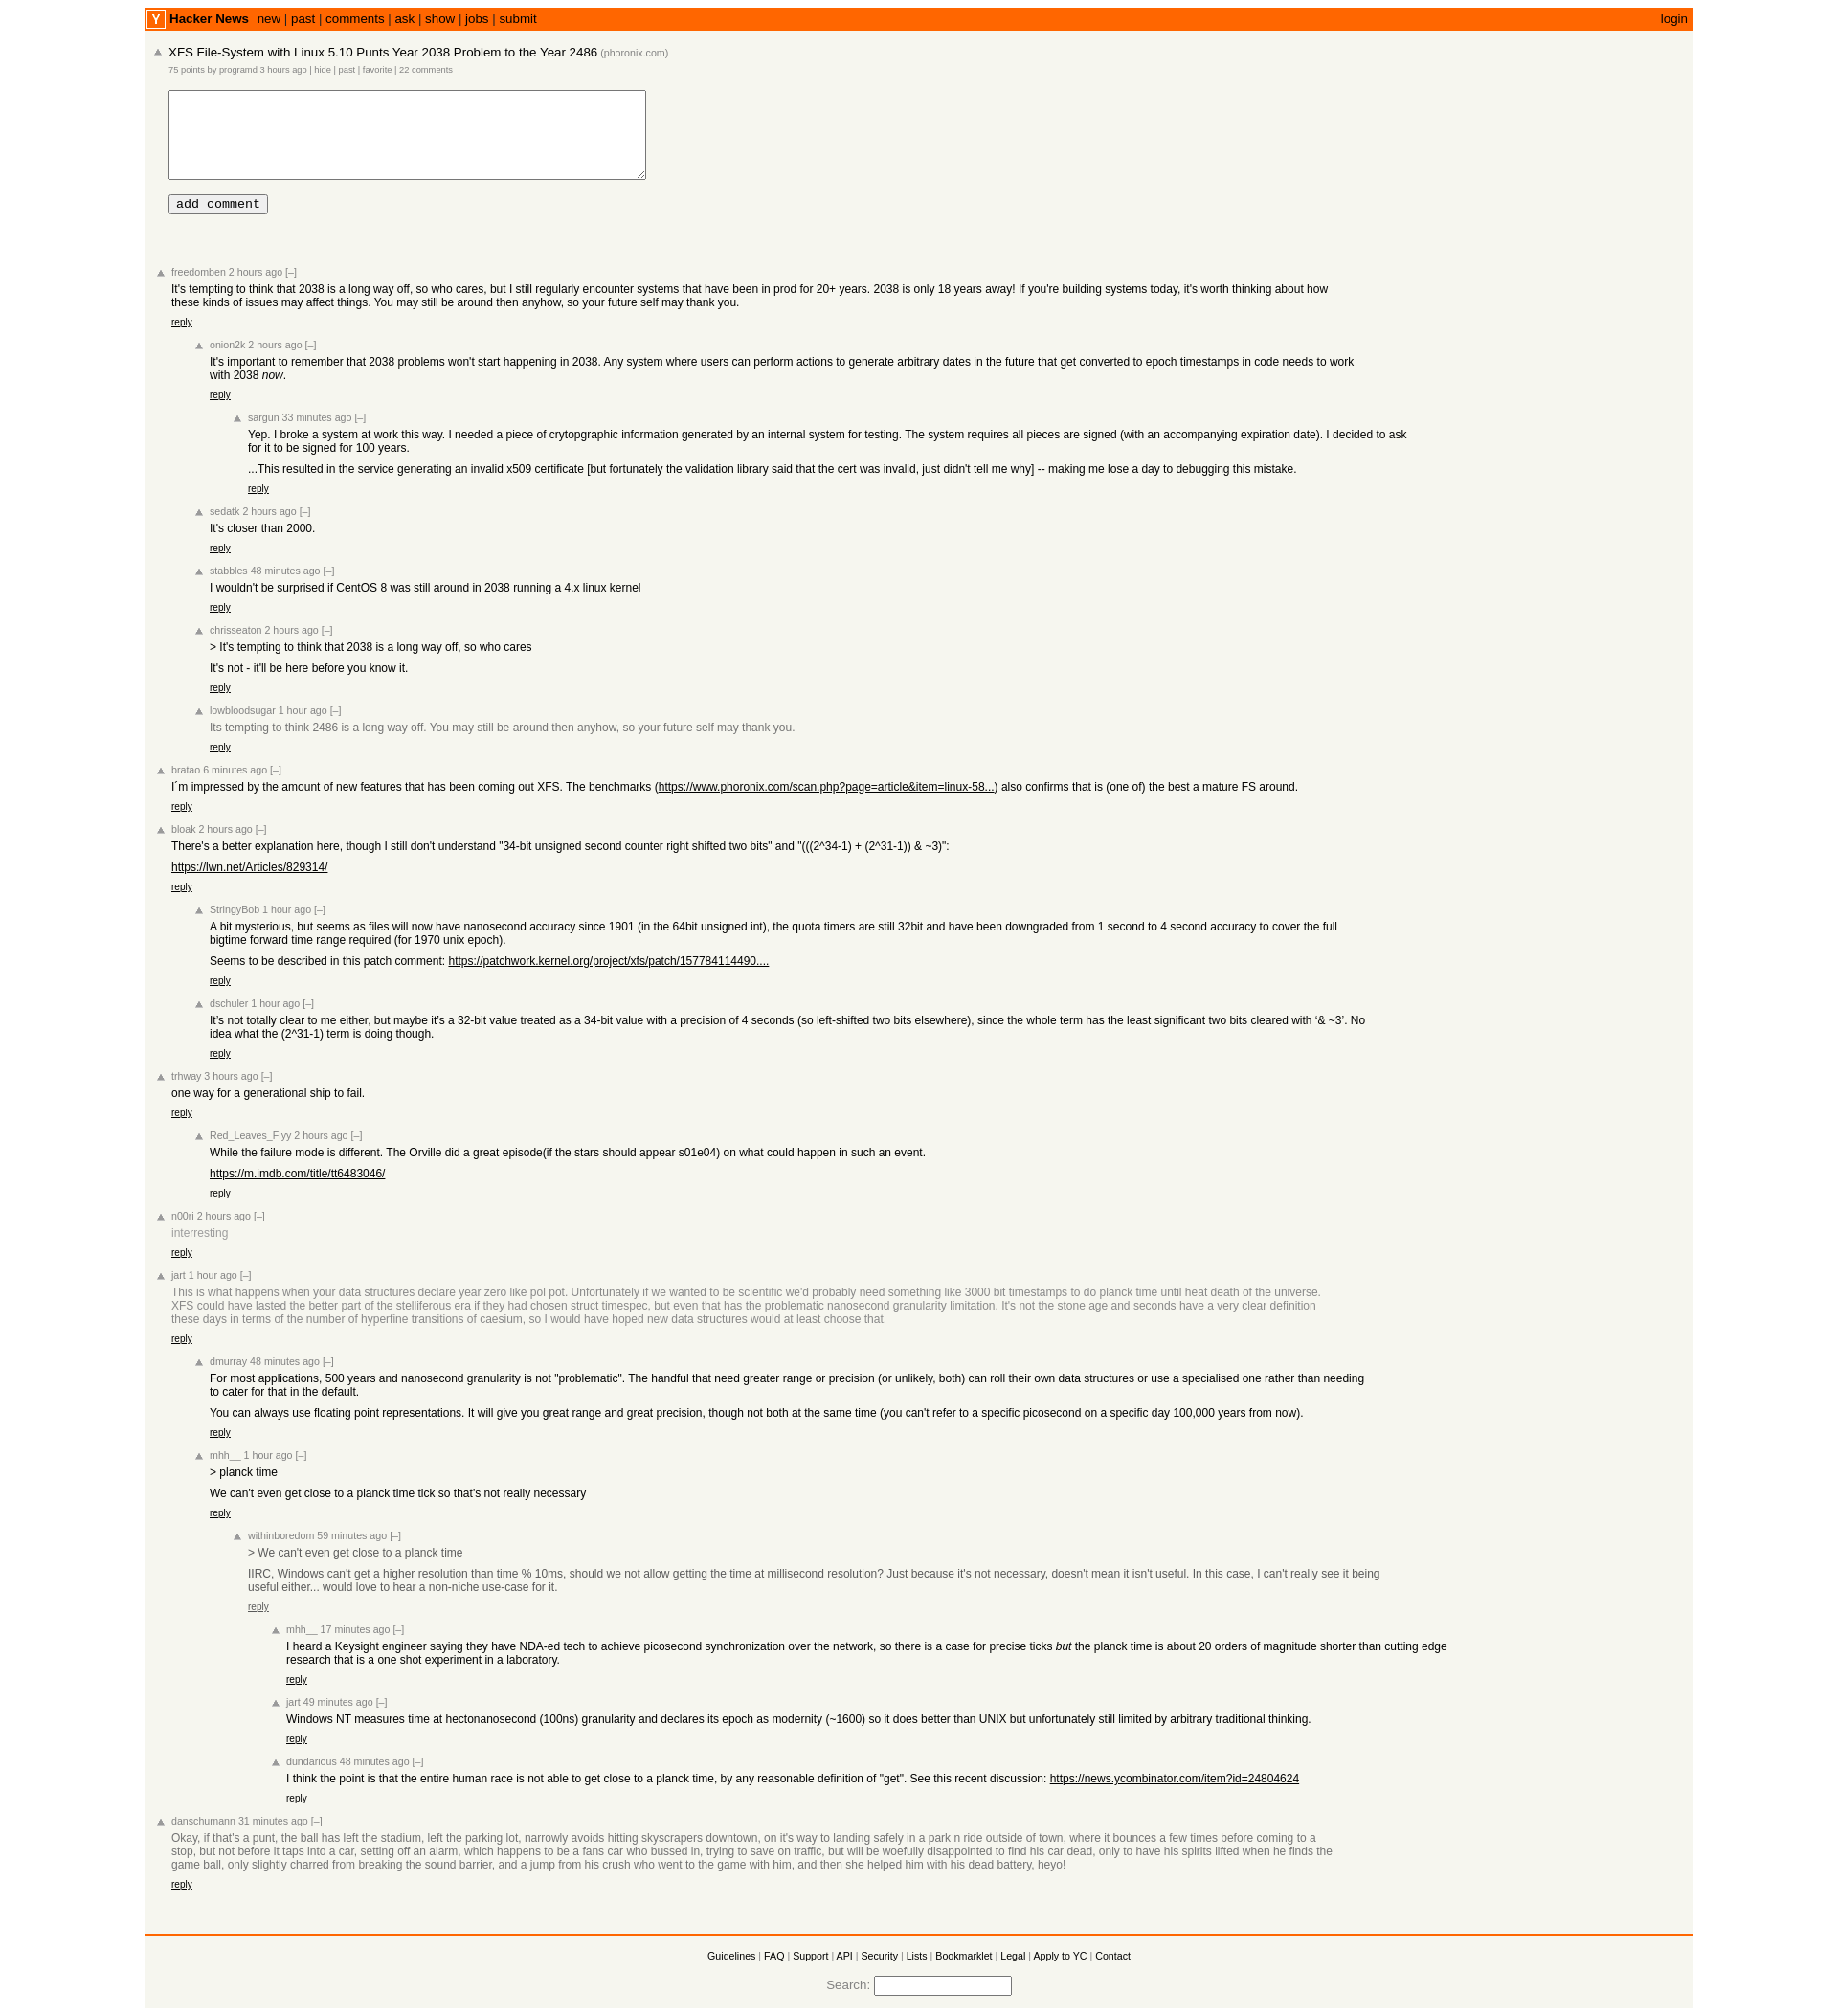 Y Hacker News new | past | comments | ask | show | jobs | submit login
XFS File-System with Linux 5.10 Punts Year 2038 Problem to the Year 2486 (phoronix.com)
75 points by programd 3 hours ago | hide | past | favorite | 22 comments
add comment
freedomben 2 hours ago [–]
It's tempting to think that 2038 is a long way off, so who cares, but I still regularly encounter systems that have been in prod for 20+ years. 2038 is only 18 years away! If you're building systems today, it's worth thinking about how
these kinds of issues may affect things. You may still be around then anyhow, so your future self may thank you.
reply
onion2k 2 hours ago [–]
It's important to remember that 2038 problems won't start happening in 2038. Any system where users can perform actions to generate arbitrary dates in the future that get converted to epoch timestamps in code needs to work
with 2038 now.
reply
sargun 33 minutes ago [–]
Yep. I broke a system at work this way. I needed a piece of crytopgraphic information generated by an internal system for testing. The system requires all pieces are signed (with an accompanying expiration date). I decided to ask
for it to be signed for 100 years.
...This resulted in the service generating an invalid x509 certificate [but fortunately the validation library said that the cert was invalid, just didn't tell me why] -- making me lose a day to debugging this mistake.
reply
sedatk 2 hours ago [–]
It's closer than 2000.
reply
stabbles 48 minutes ago [–]
I wouldn't be surprised if CentOS 8 was still around in 2038 running a 4.x linux kernel
reply
chrisseaton 2 hours ago [–]
> It's tempting to think that 2038 is a long way off, so who cares
It's not - it'll be here before you know it.
reply
lowbloodsugar 1 hour ago [–]
Its tempting to think 2486 is a long way off. You may still be around then anyhow, so your future self may thank you.
reply
bratao 6 minutes ago [–]
I´m impressed by the amount of new features that has been coming out XFS. The benchmarks (https://www.phoronix.com/scan.php?page=article&item=linux-58...) also confirms that is (one of) the best a mature FS around.
reply
bloak 2 hours ago [–]
There's a better explanation here, though I still don't understand "34-bit unsigned second counter right shifted two bits" and "(((2^34-1) + (2^31-1)) & ~3)":
https://lwn.net/Articles/829314/
reply
StringyBob 1 hour ago [–]
A bit mysterious, but seems as files will now have nanosecond accuracy since 1901 (in the 64bit unsigned int), the quota timers are still 32bit and have been downgraded from 1 second to 4 second accuracy to cover the full
bigtime forward time range required (for 1970 unix epoch).
Seems to be described in this patch comment: https://patchwork.kernel.org/project/xfs/patch/157784114490....
reply
dschuler 1 hour ago [–]
It’s not totally clear to me either, but maybe it’s a 32-bit value treated as a 34-bit value with a precision of 4 seconds (so left-shifted two bits elsewhere), since the whole term has the least significant two bits cleared with ‘& ~3’. No
idea what the (2^31-1) term is doing though.
reply
trhway 3 hours ago [–]
one way for a generational ship to fail.
reply
Red_Leaves_Flyy 2 hours ago [–]
While the failure mode is different. The Orville did a great episode(if the stars should appear s01e04) on what could happen in such an event.
https://m.imdb.com/title/tt6483046/
reply
n00ri 2 hours ago [–]
interresting
reply
jart 1 hour ago [–]
This is what happens when your data structures declare year zero like pol pot. Unfortunately if we wanted to be scientific we'd probably need something like 3000 bit timestamps to do planck time until heat death of the universe.
XFS could have lasted the better part of the stelliferous era if they had chosen struct timespec, but even that has the problematic nanosecond granularity limitation. It's not the stone age and seconds have a very clear definition
these days in terms of the number of hyperfine transitions of caesium, so I would have hoped new data structures would at least choose that.
reply
dmurray 48 minutes ago [–]
For most applications, 500 years and nanosecond granularity is not "problematic". The handful that need greater range or precision (or unlikely, both) can roll their own data structures or use a specialised one rather than needing
to cater for that in the default.
You can always use floating point representations. It will give you great range and great precision, though not both at the same time (you can't refer to a specific picosecond on a specific day 100,000 years from now).
reply
mhh__ 1 hour ago [–]
> planck time
We can't even get close to a planck time tick so that's not really necessary
reply
withinboredom 59 minutes ago [–]
> We can't even get close to a planck time
IIRC, Windows can't get a higher resolution than time % 10ms, should we not allow getting the time at millisecond resolution? Just because it's not necessary, doesn't mean it isn't useful. In this case, I can't really see it being
useful either... would love to hear a non-niche use-case for it.
reply
mhh__ 17 minutes ago [–]
I heard a Keysight engineer saying they have NDA-ed tech to achieve picosecond synchronization over the network, so there is a case for precise ticks but the planck time is about 20 orders of magnitude shorter than cutting edge
research that is a one shot experiment in a laboratory.
reply
jart 49 minutes ago [–]
Windows NT measures time at hectonanosecond (100ns) granularity and declares its epoch as modernity (~1600) so it does better than UNIX but unfortunately still limited by arbitrary traditional thinking.
reply
dundarious 48 minutes ago [–]
I think the point is that the entire human race is not able to get close to a planck time, by any reasonable definition of "get". See this recent discussion: https://news.ycombinator.com/item?id=24804624
reply
danschumann 31 minutes ago [–]
Okay, if that's a punt, the ball has left the stadium, left the parking lot, narrowly avoids hitting skyscrapers downtown, on it's way to landing safely in a park n ride outside of town, where it bounces a few times before coming to a
stop, but not before it taps into a car, setting off an alarm, which happens to be a fans car who bussed in, trying to save on traffic, but will be woefully disappointed to find his car dead, only to have his spirits lifted when he finds the
game ball, only slightly charred from breaking the sound barrier, and a jump from his crush who went to the game with him, and then she helped him with his dead battery, heyo!
reply
Guidelines | FAQ | Support | API | Security | Lists | Bookmarklet | Legal | Apply to YC | Contact
Search: